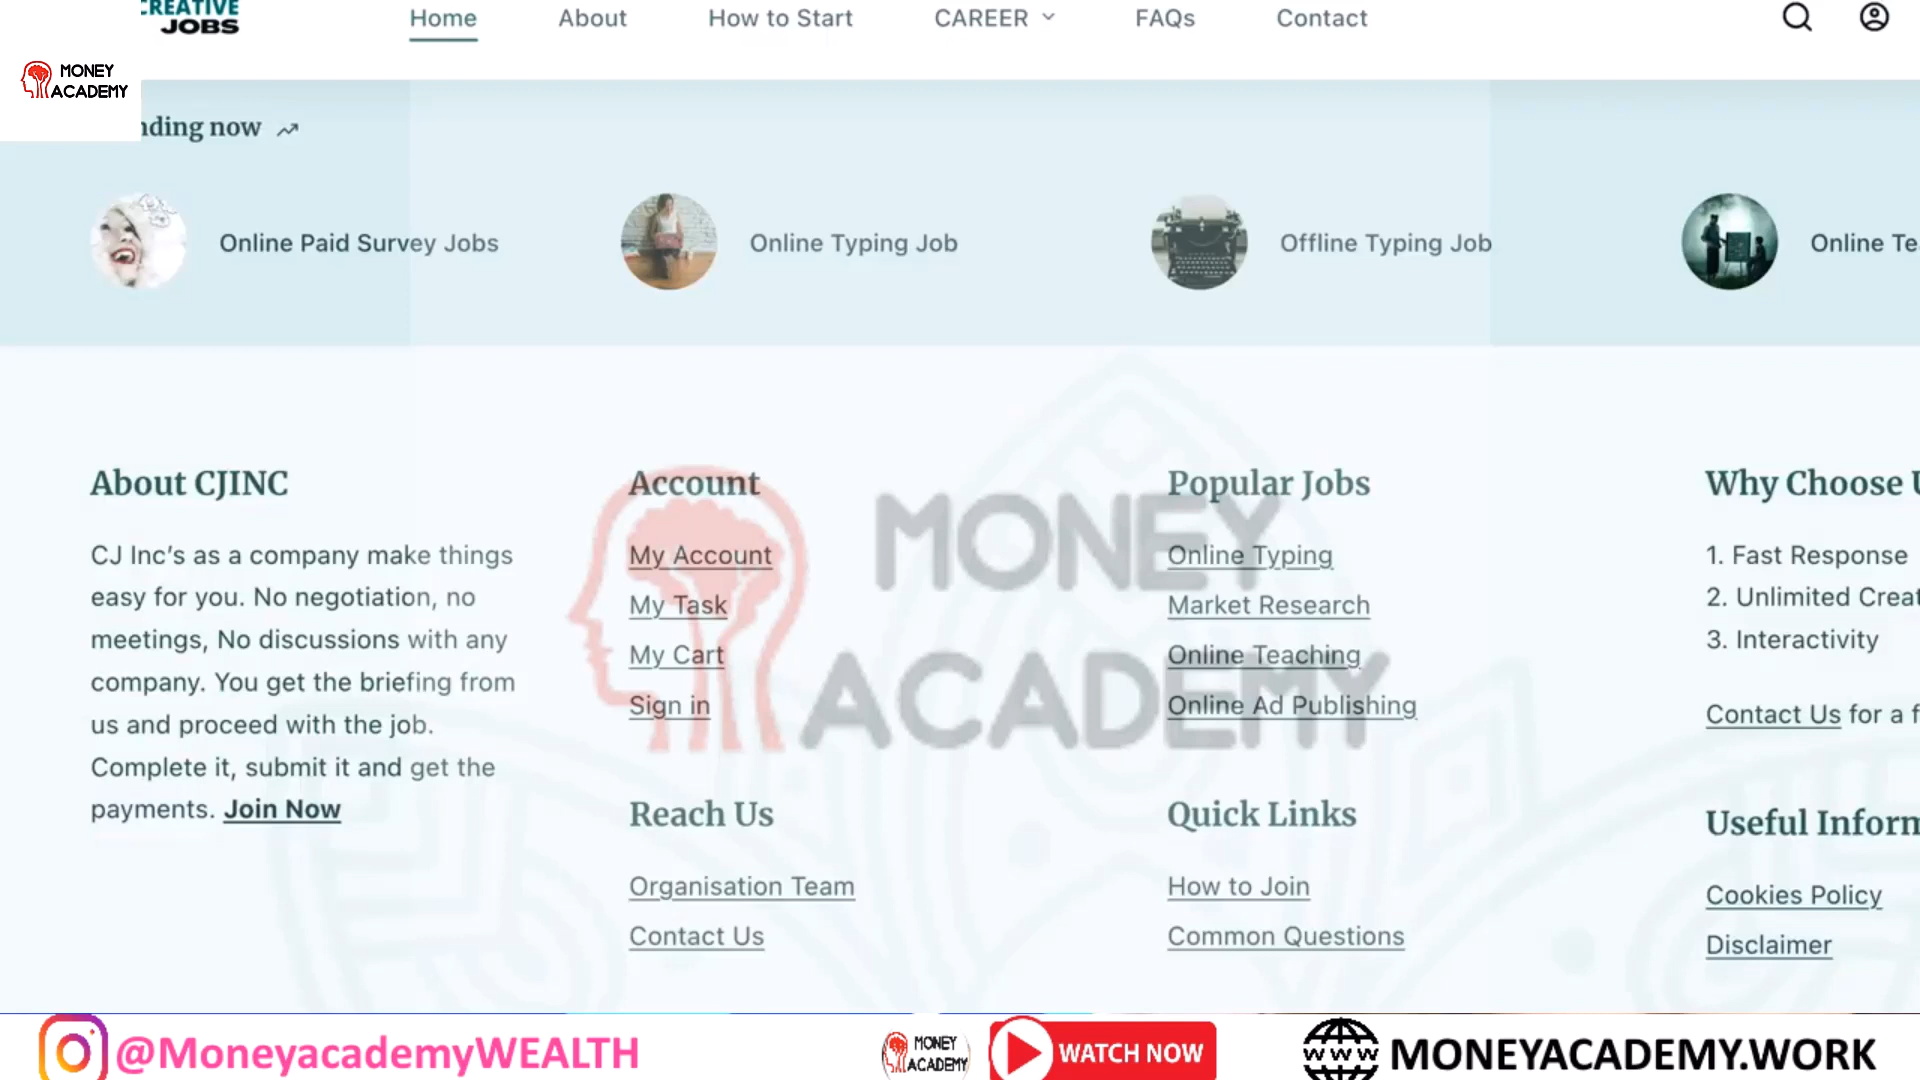 CREATIVE
JOBS
Home About How to Start CAREER FAQs Contact
MONEY
ACADEMY
nding now
Online Paid Survey Jobs
Online Typing Job
Offline Typing Job
Online Te
About CJINC
CJ Inc’s as a company make things
easy for you. No negotiation, no
meetings, No discussions with any
company. You get the briefing from
us and proceed with the job.
Complete it, submit it and get the
payments. Join Now
Account
My Account
My Task
My Cart
Sign in
Reach Us
Organisation Team
Contact Us
Popular Jobs
Online Typing
Market Research
Online Teaching
Online Ad Publishing
Quick Links
How to Join
Common Questions
Why Choose U
1. Fast Response
2. Unlimited Creat
3. Interactivity
Contact Us for a f
Useful Inform
Cookies Policy
Disclaimer
MONEY
ACADEMY
@MoneyacademyWEALTH
MONEY
ACADEMY
WATCH NOW
WWW
MONEYACADEMY.WORK